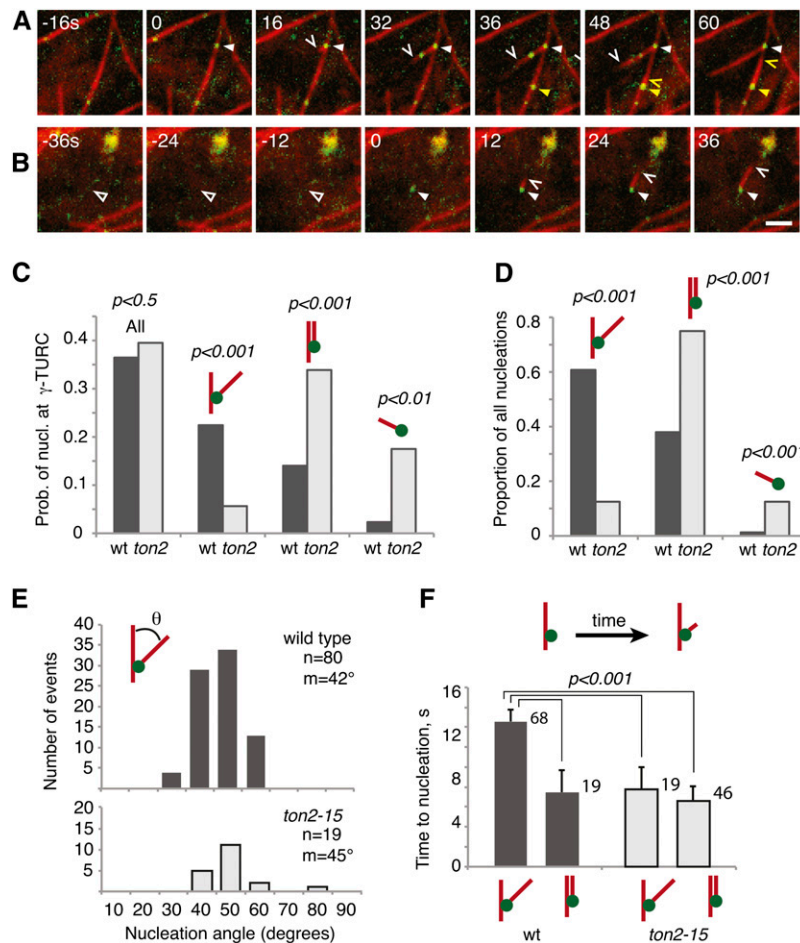 A
-16s 0 16 32 36 48 60
B
-36s -24 -12 0 12 24 36
C
p<0.5
All
p<0.001
p<0.001
p<0.01
Prob. of nucl. at γ-TURC
0.4
0.3
0.2
0.1
0
wt ton2 wt ton2 wt ton2 wt ton2
D
p<0.001
p<0.001
p<0.001
Proportion of all nucleations
0.8
0.6
0.4
0.2
0
wt ton2 wt ton2 wt ton2
E
θ
wild type
n=80
m=42°
Number of events
40
35
30
25
20
15
10
5
ton2-15
n=19
m=45°
20
15
10
5
10 20 30 40 50 60 70 80 90
Nucleation angle (degrees)
F
time
p<0.001
Time to nucleation, s
16
12
8
4
0
68
19
19
46
wt ton2-15